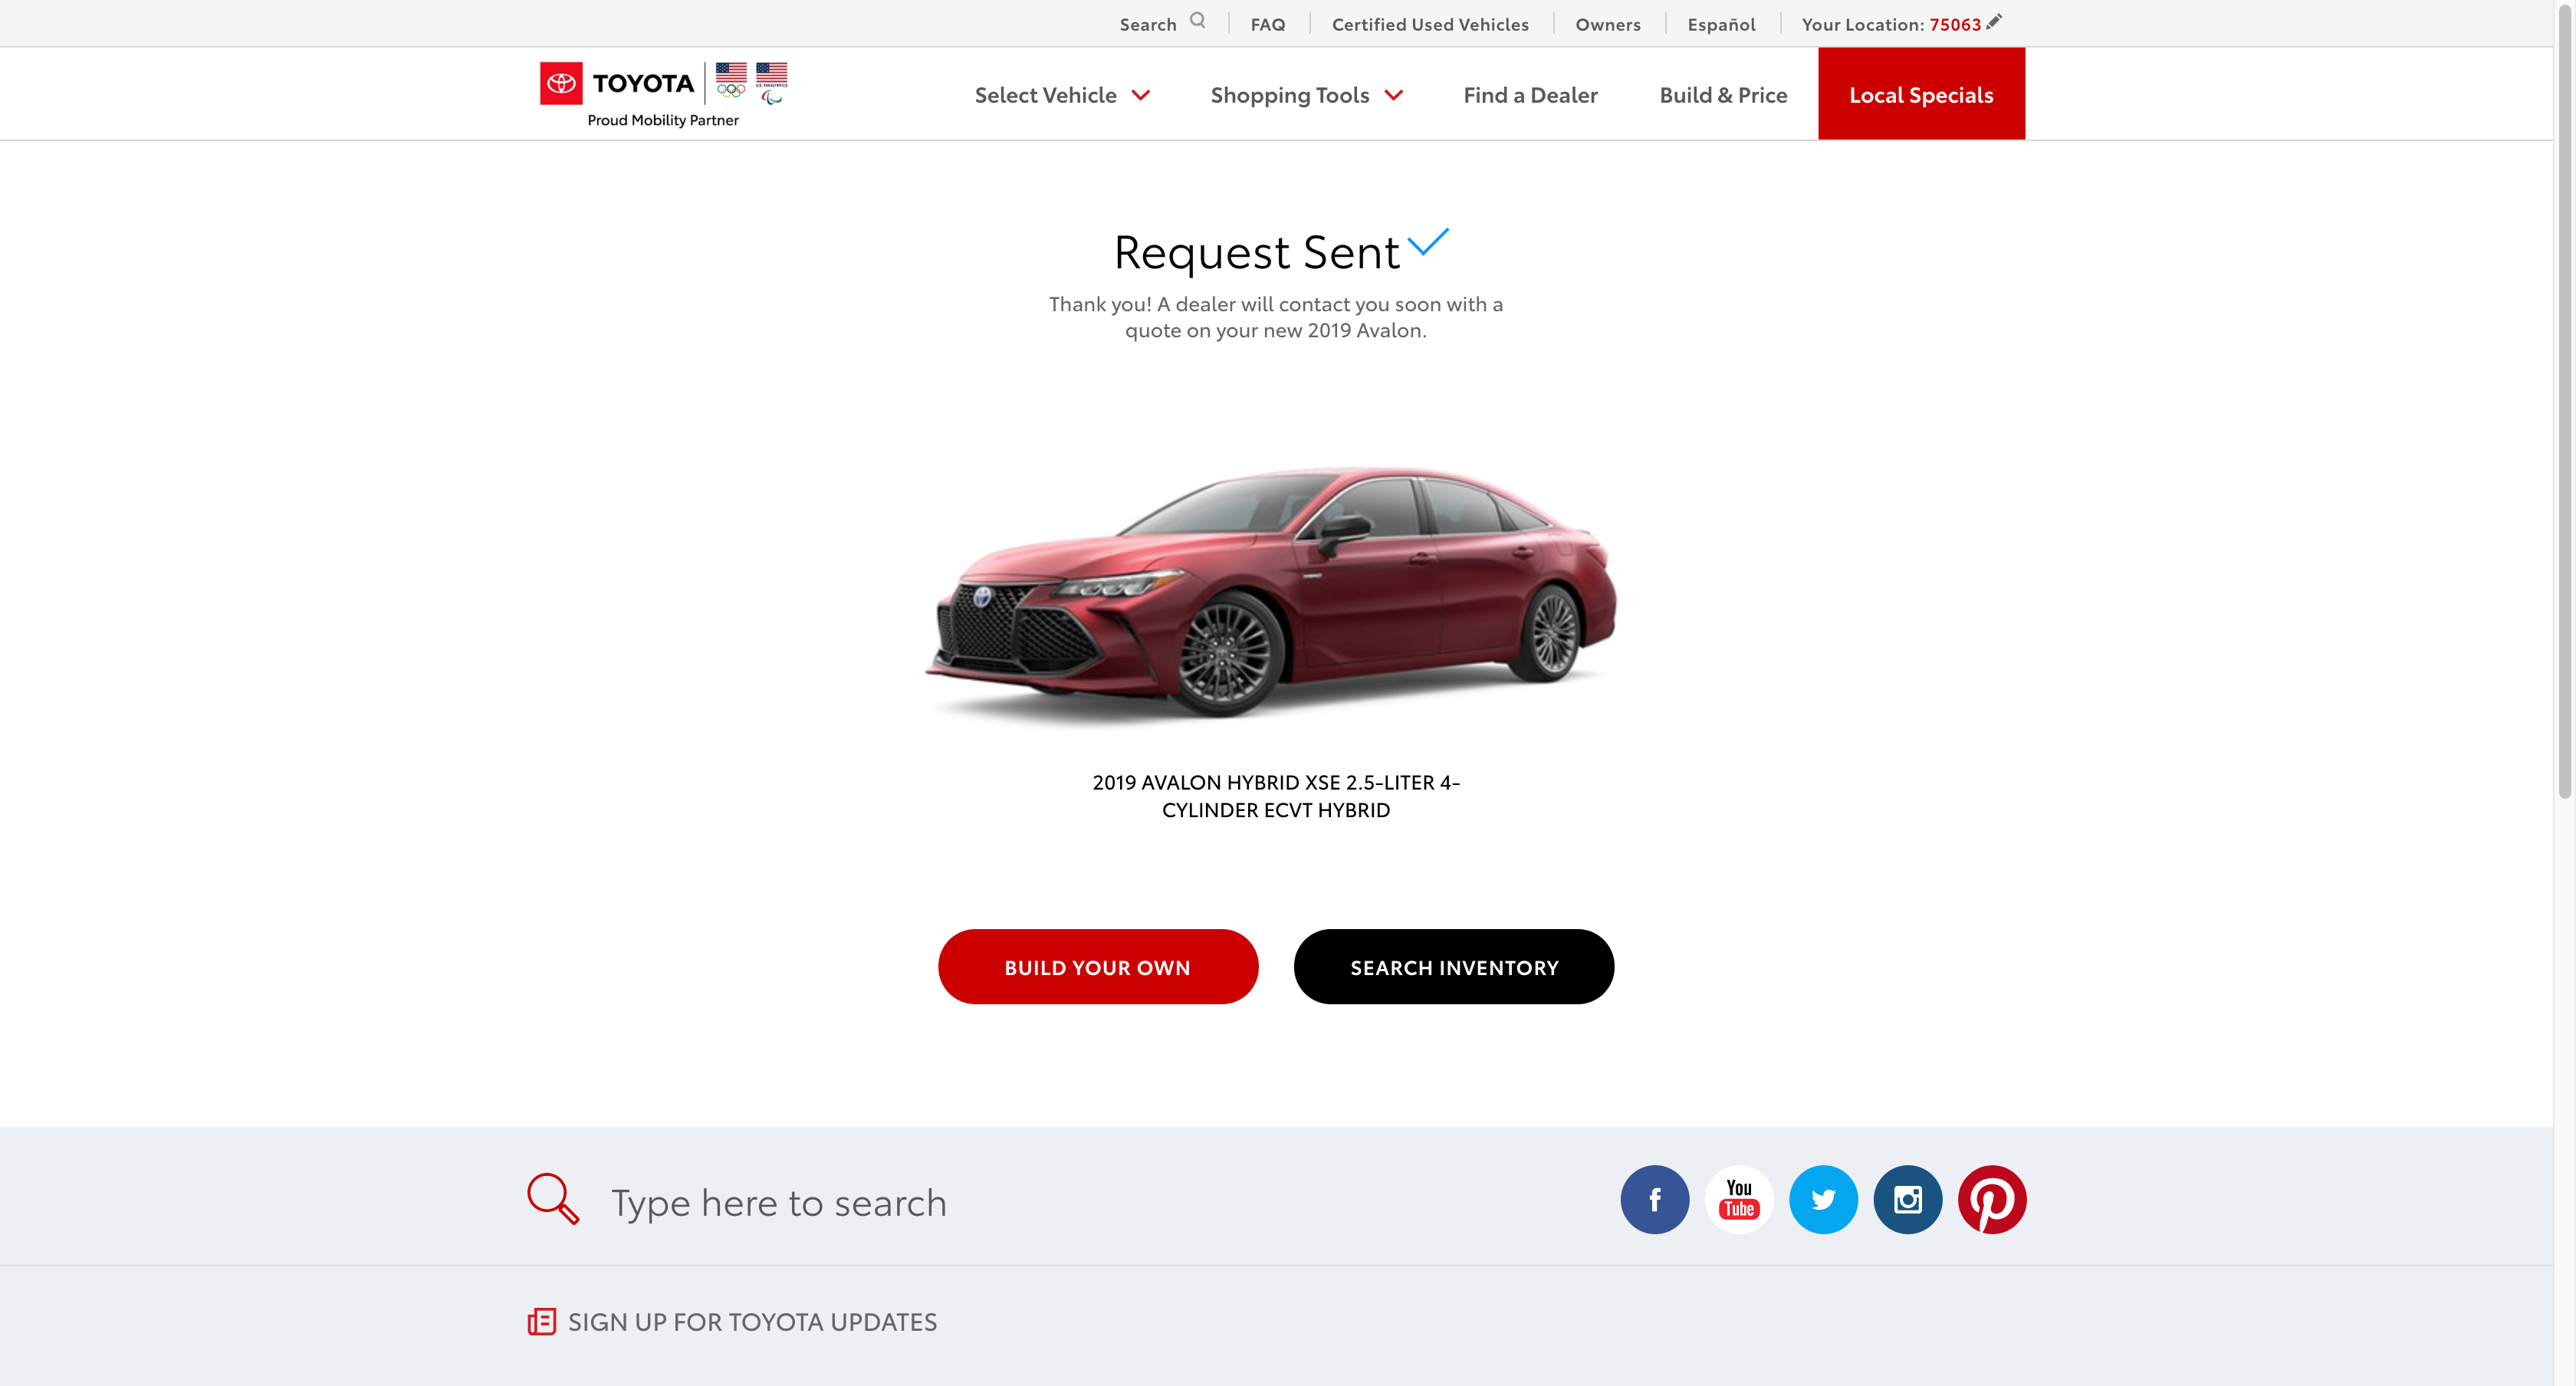 Search
FAQ
Certified Used Vehicles
Owners
Español
Your Location: 75063
TOYOTA
Proud Mobility Partner
Select Vehicle
Shopping Tools
Find a Dealer
Build & Price
Local Specials
Request Sent
Thank you! A dealer will contact you soon with a
quote on your new 2019 Avalon.
2019 AVALON HYBRID XSE 2.5-LITER 4-
CYLINDER ECVT HYBRID
BUILD YOUR OWN
SEARCH INVENTORY
Type here to search
f
You
Tube
SIGN UP FOR TOYOTA UPDATES